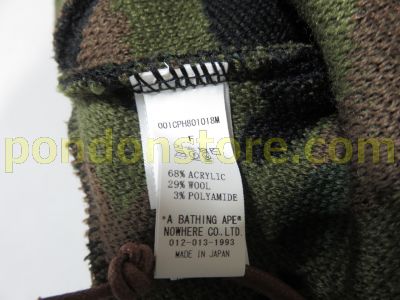 001CPH801018M
F
pondonstore.com
68% ACRYLIC
29% WOOL
3% POLYAMIDE
"A BATHING APE"
NOWHERE CO., LTD.
012-013-1993
MADE IN JAPAN